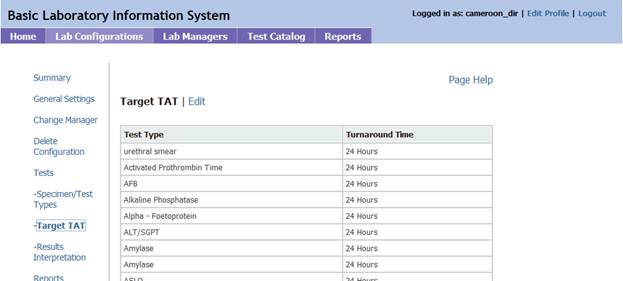 Basic Laboratory Information System
Logged in as: cameroon_dir | Edit Profile | Logout
Home Lab Configurations Lab Managers Test Catalog Reports
Summary
General Settings
Change Manager
Delete
Configuration
Tests
-Specimen/Test
Types
-Target TAT
-Results
Interpretation
Reports
Page Help
Target TAT | Edit
Test Type Turnaround Time
urethral smear 24 Hours
Activated Prothrombin Time 24 Hours
AFB 24 Hours
Alkaline Phosphatase 24 Hours
Alpha - Foetoprotein 24 Hours
ALT/SGPT 24 Hours
Amylase 24 Hours
Amylase 24 Hours
ASLO 24 Hours